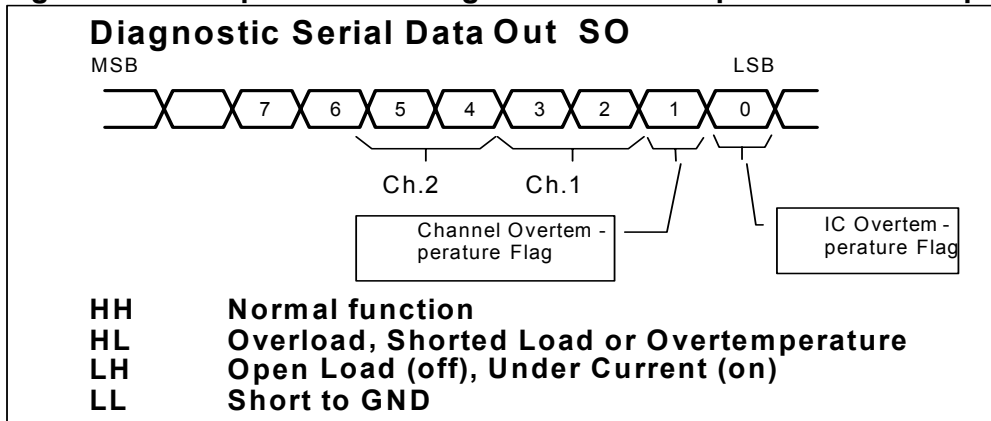 Diagnostic Serial Data Out SO
MSB LSB
7 6 5 4 3 2 1 0
Ch.2 Ch.1
Channel Overtem -
perature Flag
IC Overtem -
perature Flag
HH Normal function
HL Overload, Shorted Load or Overtemperature
LH Open Load (off), Under Current (on)
LL Short to GND